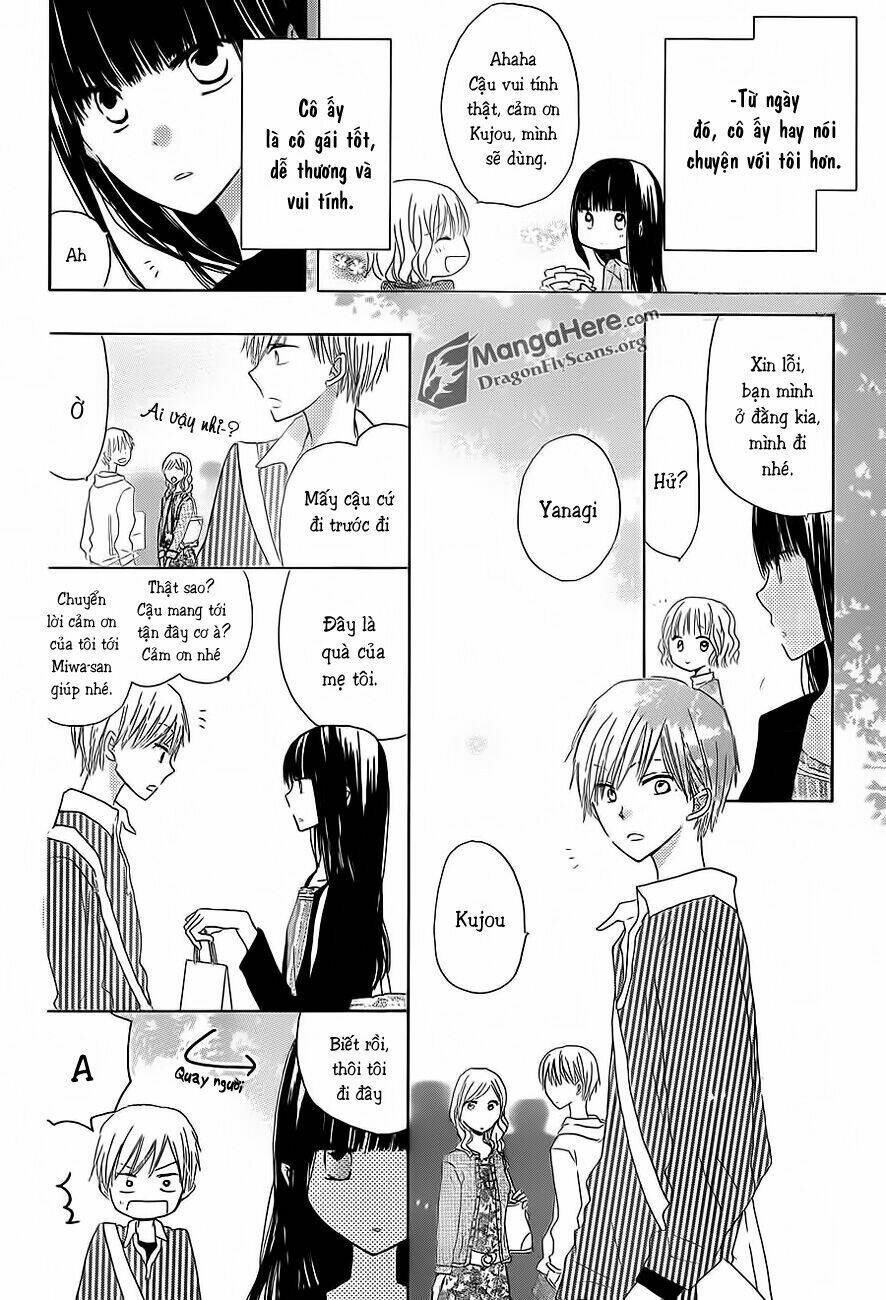 -Từ ngày
đó, cô ấy hay nói
chuyện với tôi hơn.
Ahaha
Cậu vui tính
thật, cảm ơn
Kujou, mình
sẽ dùng.
Cô ấy
là cô gái tốt,
dễ thương và
vui tính.
Ah
MangaHere.com
DragonFlyScans.org
Xin lỗi,
bạn mình
ở đằng kia,
mình đi
nhé.
Hử?
Yanagi
Kujou
Ai vậy nhỉ-?
Mấy cậu cứ
đi trước đi
Ờ
Đây là
quà của
mẹ tôi.
Thật sao?
Cậu mang tới
tận đây cơ à?
Cảm ơn nhé
Chuyển
lời cảm ơn
của tôi tới
Miwa-san
giúp nhé.
Biết rồi,
thôi tôi
đi đây
Quay người
A